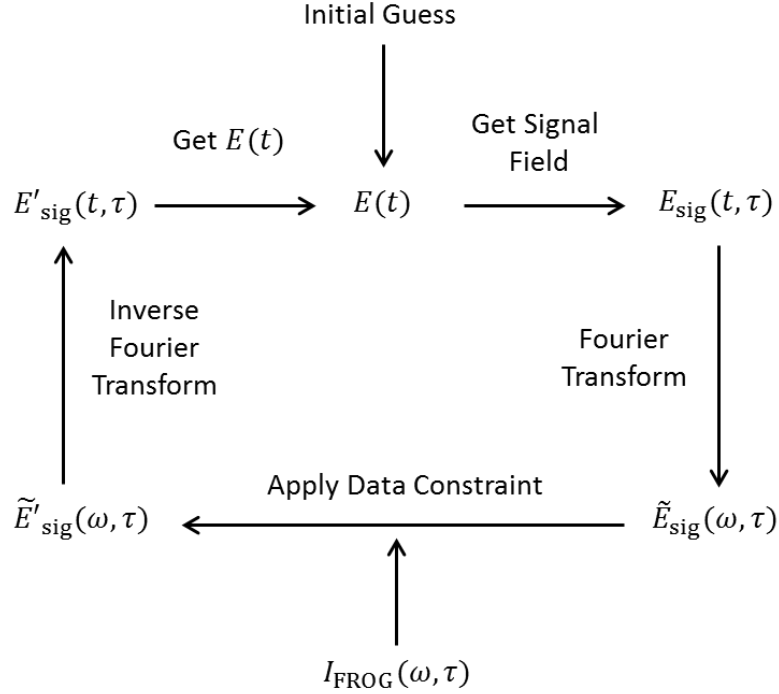 Initial Guess
Get E(t)
Get Signal
Field
E′sig(t, τ)
E(t)
Esig(t, τ)
Inverse
Fourier
Transform
Fourier
Transform
Apply Data Constraint
Ẽ′sig(ω, τ)
Ẽsig(ω, τ)
IFROG(ω, τ)